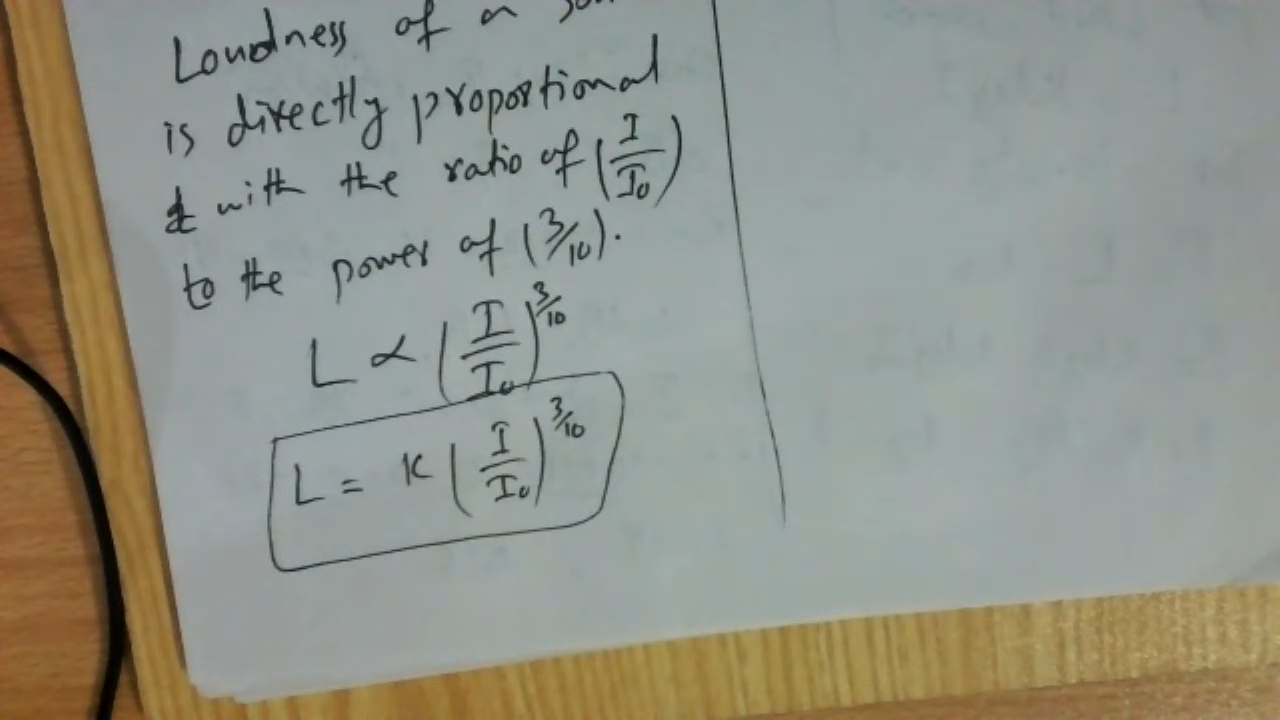 Loudness of a
is directly proportional
with the ratio of (I/I₀)
to the power of (3/10).
L ∝ (I/I₀)^3/10
L = K (I/I₀)^3/10